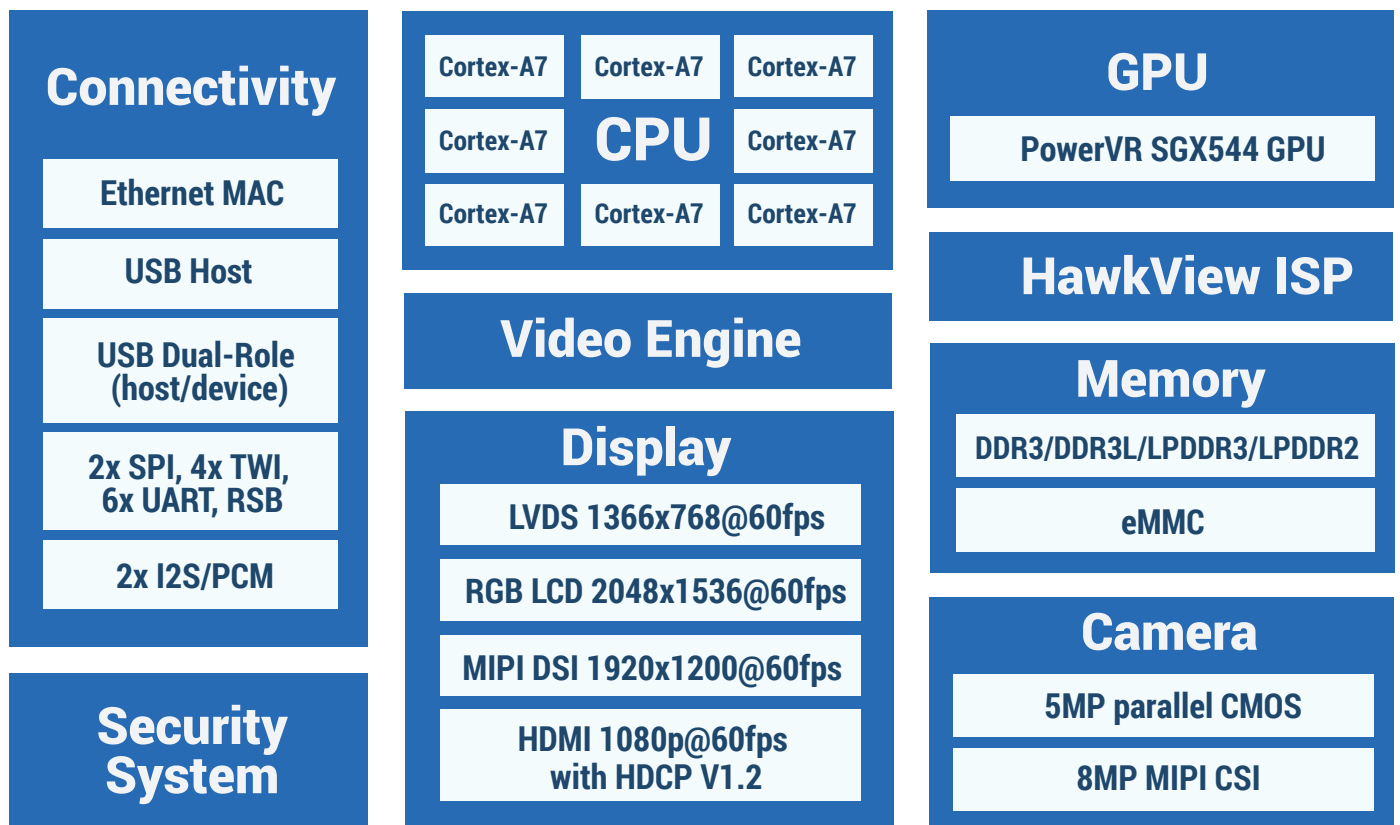 Connectivity
Ethernet MAC
USB Host
USB Dual-Role
(host/device)
2x SPI, 4x TWI,
6x UART, RSB
2x I2S/PCM
Security
System
Cortex-A7 Cortex-A7 Cortex-A7
Cortex-A7 CPU Cortex-A7
Cortex-A7 Cortex-A7 Cortex-A7
Video Engine
Display
LVDS 1366x768@60fps
RGB LCD 2048x1536@60fps
MIPI DSI 1920x1200@60fps
HDMI 1080p@60fps
with HDCP V1.2
GPU
PowerVR SGX544 GPU
HawkView ISP
Memory
DDR3/DDR3L/LPDDR3/LPDDR2
eMMC
Camera
5MP parallel CMOS
8MP MIPI CSI